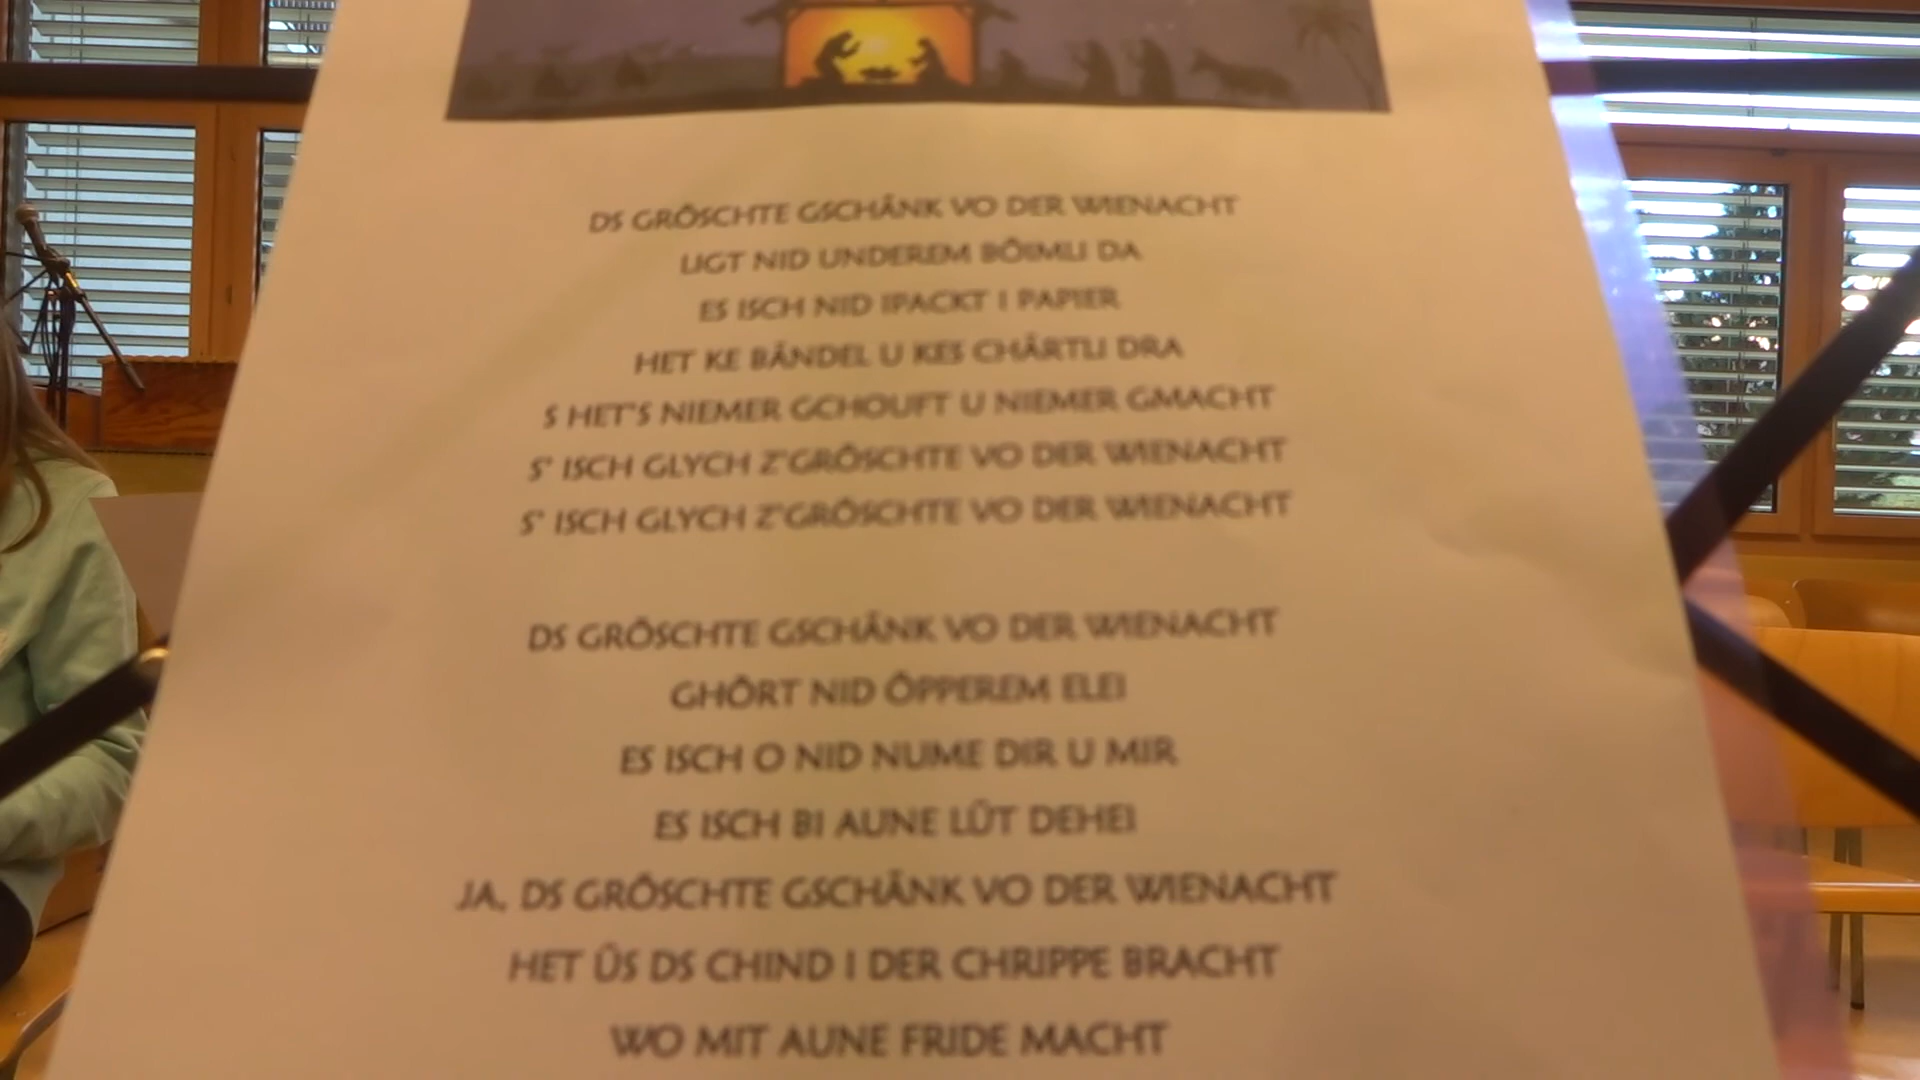 DS GRÖSCHTE GSCHÄNK VO DER WIENACHT
LIGT NID UNDEREM BÖIMLI DA
ES ISCH NID IPACKT I PAPIER
HET KE BÄNDEL U KES CHÄRTLI DRA
S HET'S NIEMER GCHOUFT U NIEMER GMACHT
S' ISCH GLYCH Z'GRÖSCHTE VO DER WIENACHT
S' ISCH GLYCH Z'GRÖSCHTE VO DER WIENACHT
DS GRÖSCHTE GSCHÄNK VO DER WIENACHT
GHÖRT NID ÖPPEREM ELEI
ES ISCH O NID NUME DIR U MIR
ES ISCH BI AUNE LÜT DEHEI
JA, DS GRÖSCHTE GSCHÄNK VO DER WIENACHT
HET ÜS DS CHIND I DER CHRIPPE BRACHT
WO MIT AUNE FRIDE MACHT